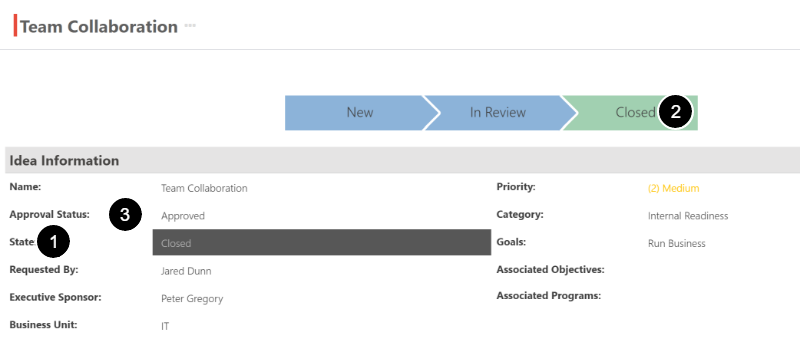 Team Collaboration ...
New In Review Closed 2
Idea Information
Name: Team Collaboration Priority: (2) Medium
Approval Status: 3 Approved Category: Internal Readiness
State: 1 Closed Goals: Run Business
Requested By: Jared Dunn Associated Objectives:
Executive Sponsor: Peter Gregory Associated Programs:
Business Unit: IT